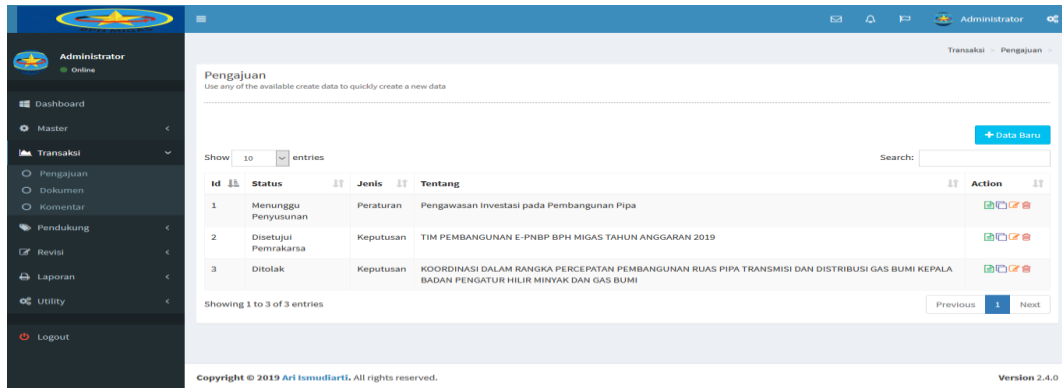 Administrator
Administrator
Online
Transaksi > Pengajuan >
Dashboard
Master
Transaksi
Pengajuan
Dokumen
Komentar
Pendukung
Revisi
Laporan
Utility
Logout
Pengajuan
Use any of the available create data to quickly create a new data
+ Data Baru
Show 10 entries
Search:
Id Status Jenis Tentang Action
1 Menunggu Peraturan Pengawasan Investasi pada Pembangunan Pipa
Penyusunan
2 Disetujui Keputusan TIM PEMBANGUNAN E-PNBP BPH MIGAS TAHUN ANGGARAN 2019
Pemrakarsa
3 Ditolak Keputusan KOORDINASI DALAM RANGKA PERCEPATAN PEMBANGUNAN RUAS PIPA TRANSMISI DAN DISTRIBUSI GAS BUMI KEPALA
BADAN PENGATUR HILIR MINYAK DAN GAS BUMI
Showing 1 to 3 of 3 entries
Previous 1 Next
Copyright © 2019 Ari Ismudiarti. All rights reserved.
Version 2.4.0